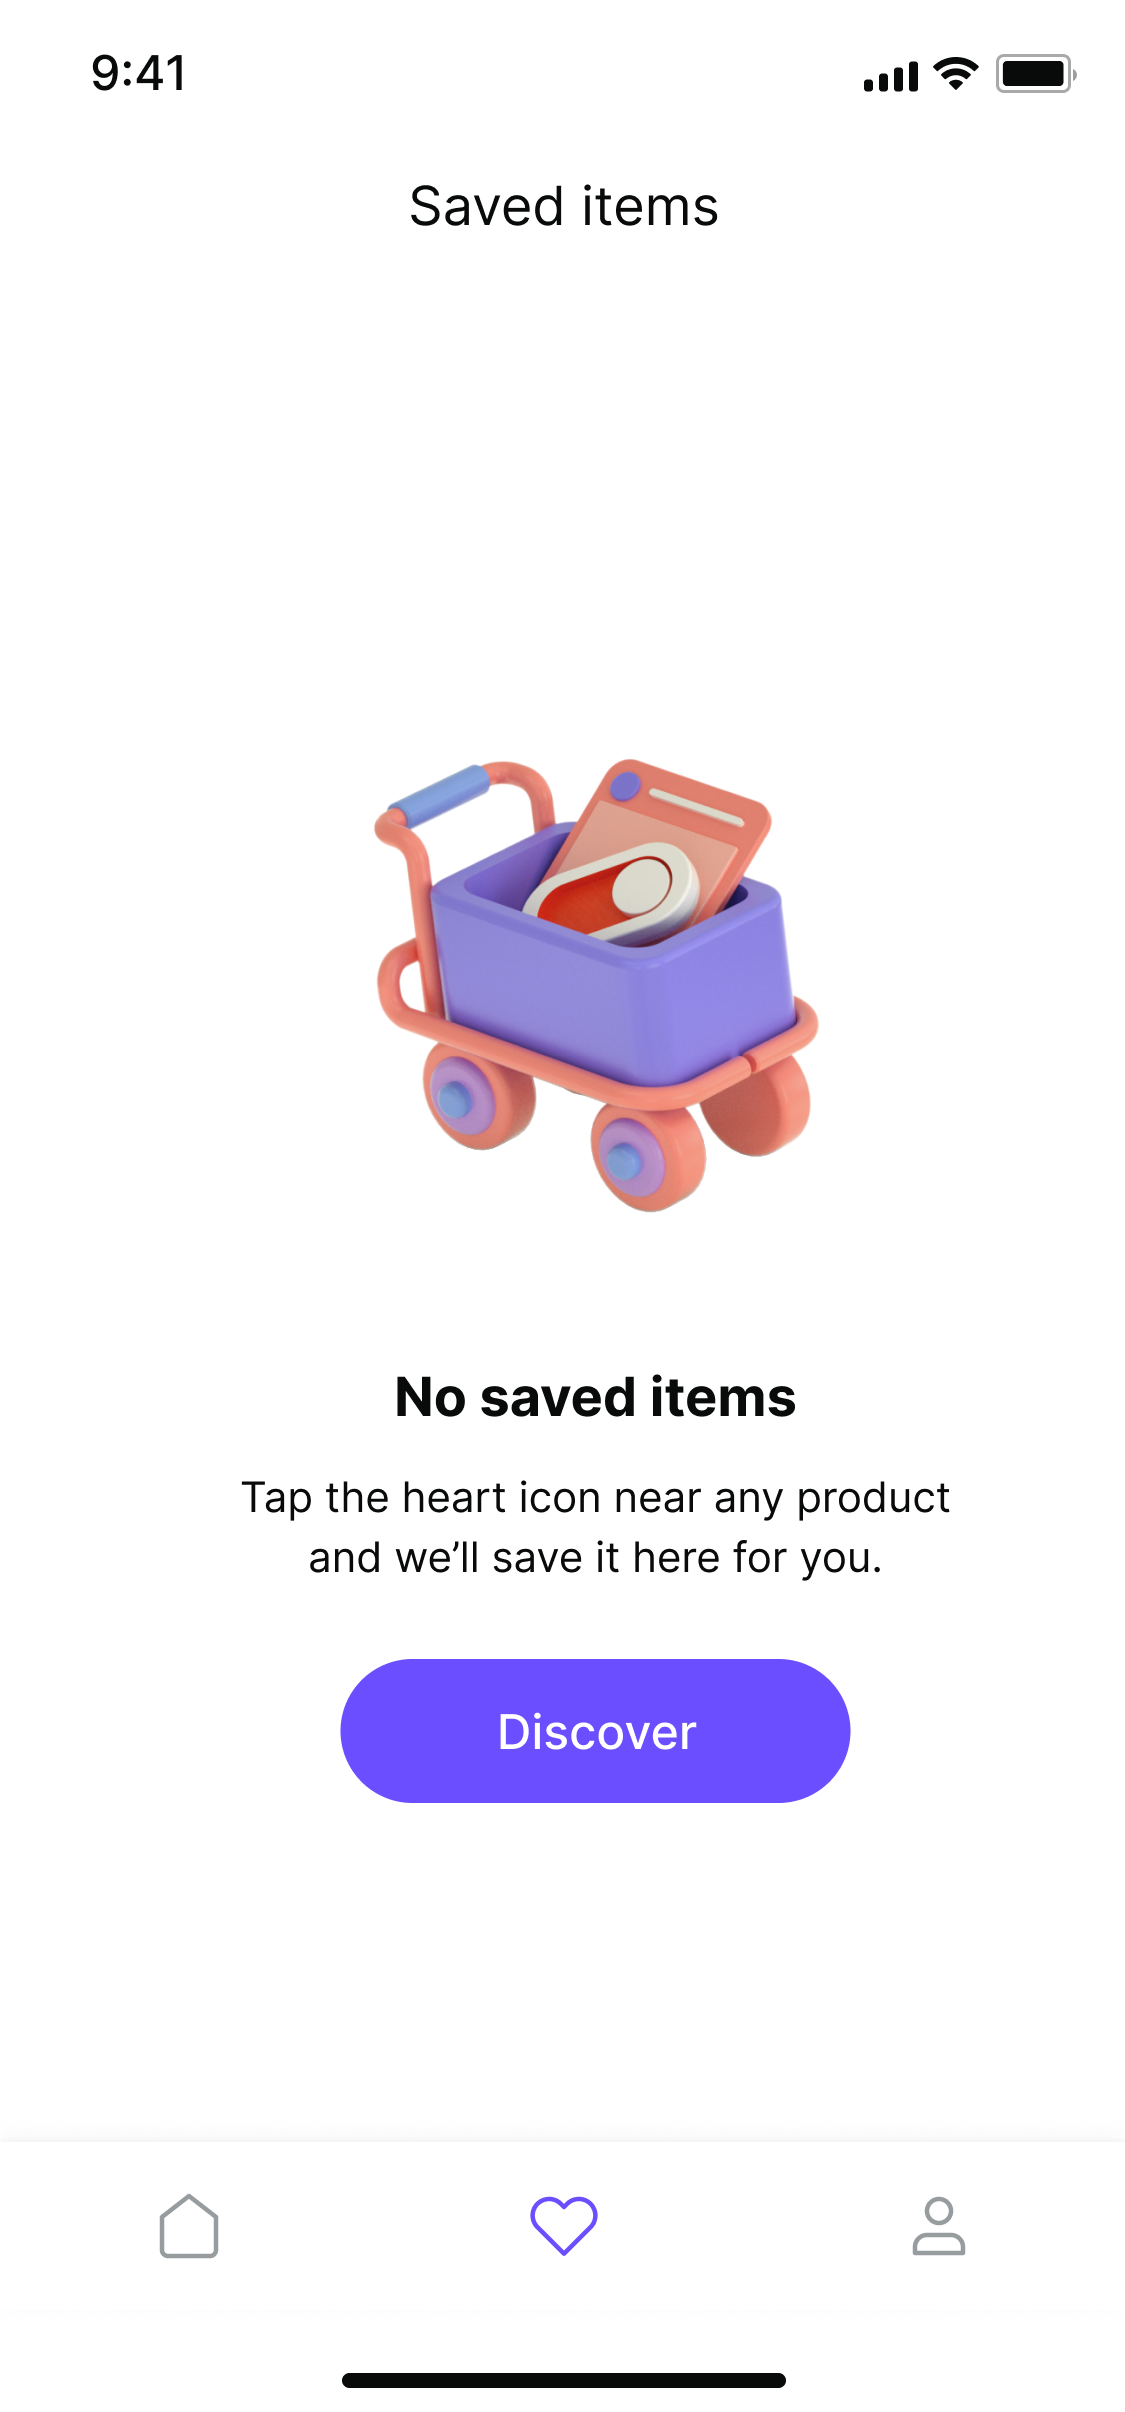 9:41
Saved items
No saved items
Tap the heart icon near any product
and we’ll save it here for you.
Discover